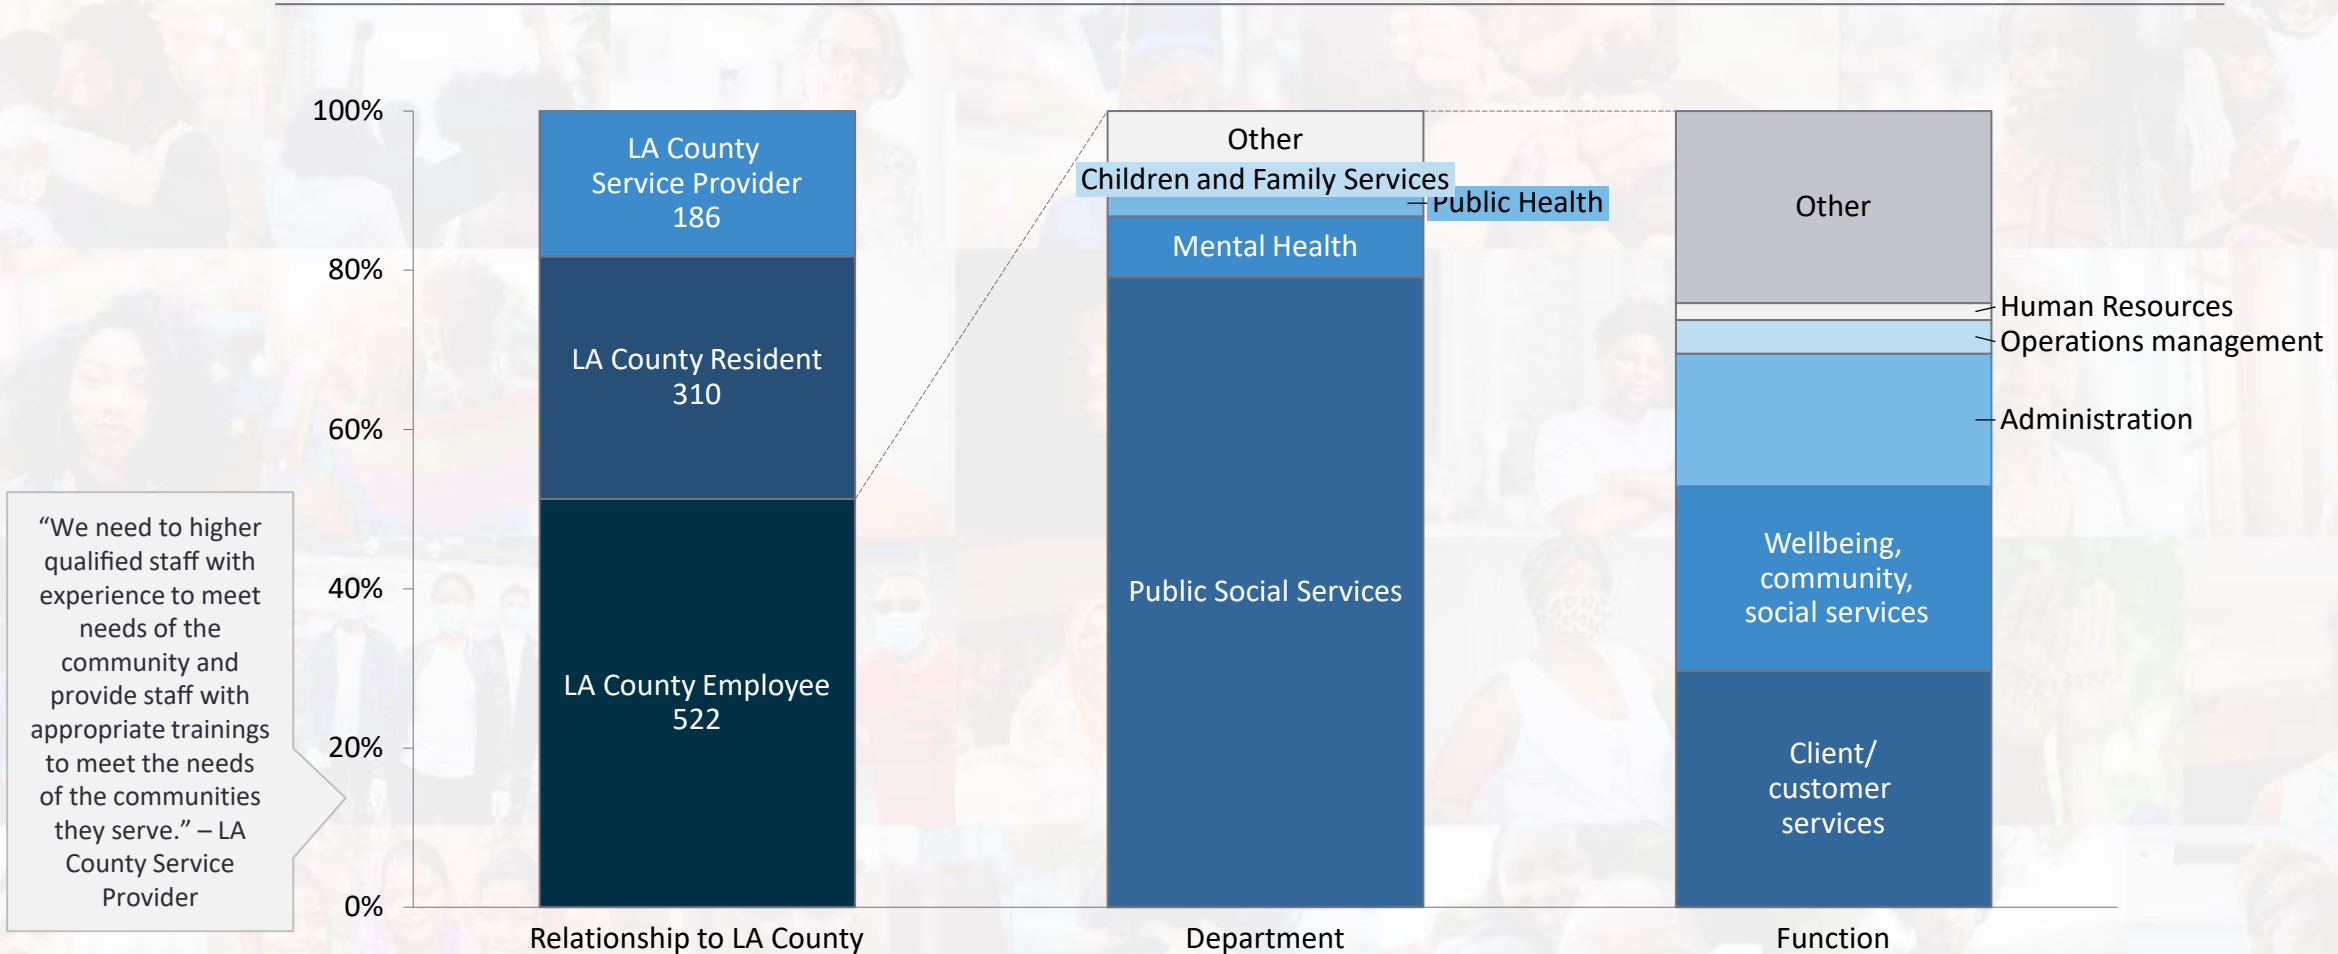 100%
80%
60%
40%
20%
0%
LA County
Service Provider
186
LA County Resident
310
LA County Employee
522
Relationship to LA County
Other
Children and Family Services
Public Health
Mental Health
Public Social Services
Department
Other
Human Resources
Operations management
Administration
Wellbeing,
community,
social services
Client/
customer
services
Function
“We need to higher
qualified staff with
experience to meet
needs of the
community and
provide staff with
appropriate trainings
to meet the needs
of the communities
they serve.” – LA
County Service
Provider